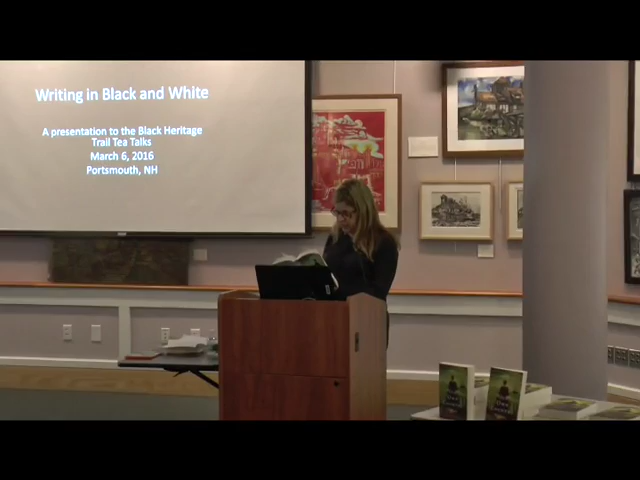 Writing in Black and White
A presentation to the Black Heritage
Trail Tea Talks
March 6, 2016
Portsmouth, NH